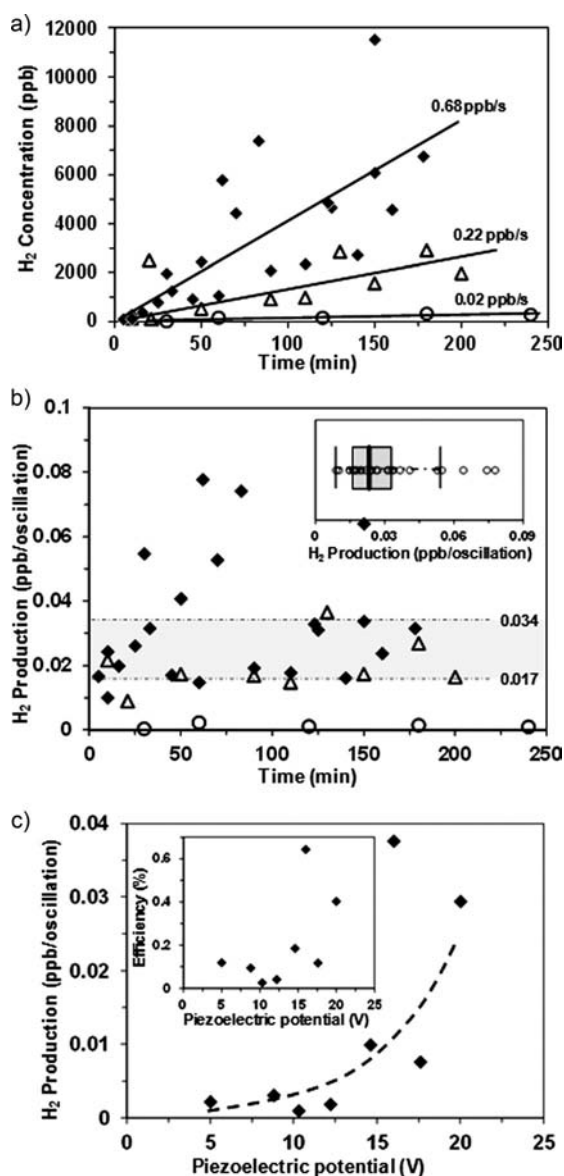 a)
12000
10000
8000
6000
4000
2000
0
H2 Concentration (ppb)
0.68 ppb/s
0.22 ppb/s
0.02 ppb/s
0 50 100 150 200 250
Time (min)
b)
0.1
0.08
0.06
0.04
0.02
0
H2 Production (ppb/oscillation)
0 0.03 0.06 0.09
H2 Production (ppb/oscillation)
0.034
0.017
0 50 100 150 200 250
Time (min)
c)
0.04
0.03
0.02
0.01
0
H2 Production (ppb/oscillation)
0.6
0.4
0.2
0
Efficiency (%)
0 5 10 15 20 25
Piezoelectric potential (V)
0 5 10 15 20 25
Piezoelectric potential (V)